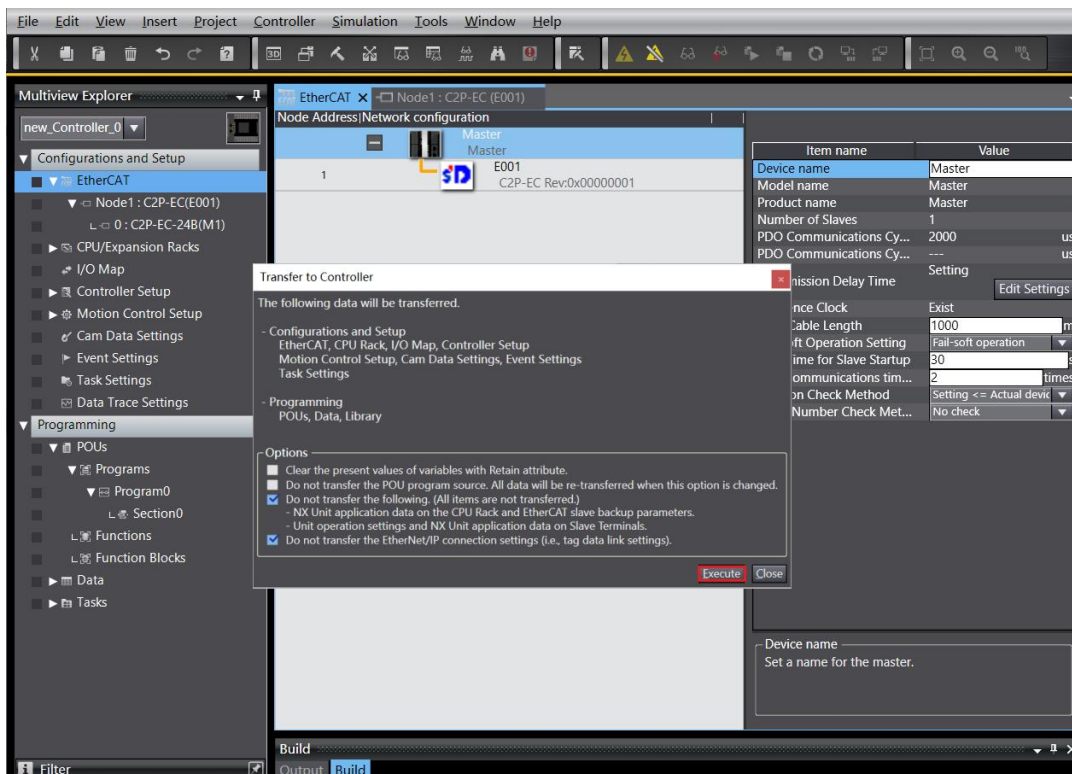 File Edit View Insert Project Controller Simulation Tools Window Help
Multiview Explorer
new_Controller_0
Configurations and Setup
EtherCAT
Node1 : C2P-EC(E001)
0 : C2P-EC-24B(M1)
CPU/Expansion Racks
I/O Map
Controller Setup
Motion Control Setup
Cam Data Settings
Event Settings
Task Settings
Data Trace Settings
Programming
POUs
Programs
Program0
Section0
Functions
Function Blocks
Data
Tasks
Filter
EtherCAT Node1 : C2P-EC (E001)
Node Address Network configuration
Master
Master
1 E001
C2P-EC Rev:0x00000001
Item name Value
Device name Master
Model name Master
Product name Master
Number of Slaves 1
PDO Communications Cy... 2000 us
PDO Communications Cy... --- us
mission Delay Time Setting
Edit Settings
nce Clock Exist
Cable Length 1000 m
ft Operation Setting Fail-soft operation
ime for Slave Startup 30 s
ommunications tim... 2 times
on Check Method Setting <= Actual devic
Number Check Met... No check
Transfer to Controller
The following data will be transferred.
- Configurations and Setup
EtherCAT, CPU Rack, I/O Map, Controller Setup
Motion Control Setup, Cam Data Settings, Event Settings
Task Settings
- Programming
POUs, Data, Library
Options
Clear the present values of variables with Retain attribute.
Do not transfer the POU program source. All data will be re-transferred when this option is changed.
Do not transfer the following. (All items are not transferred.)
- NX Unit application data on the CPU Rack and EtherCAT slave backup parameters.
- Unit operation settings and NX Unit application data on Slave Terminals.
Do not transfer the EtherNet/IP connection settings (i.e., tag data link settings).
Execute Close
Device name
Set a name for the master.
Build
Output Build